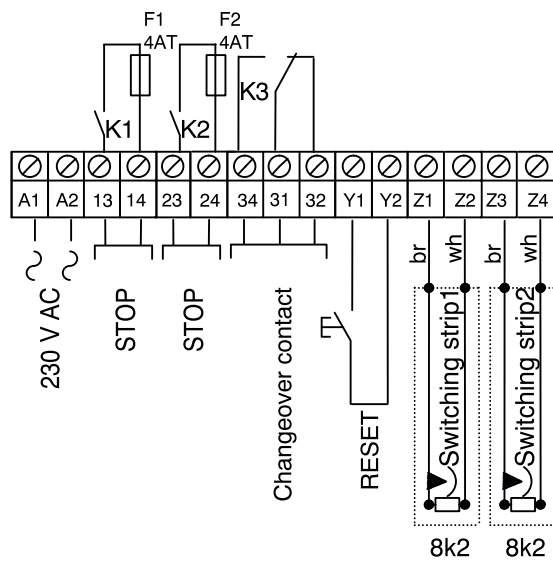 F1 F2
4AT 4AT
K1 K2 K3
A1 A2 13 14 23 24 34 31 32 Y1 Y2 Z1 Z2 Z3 Z4
br wh br wh
230 V AC
STOP
STOP
Changeover contact
RESET
Switching strip1
Switching strip2
8k2 8k2